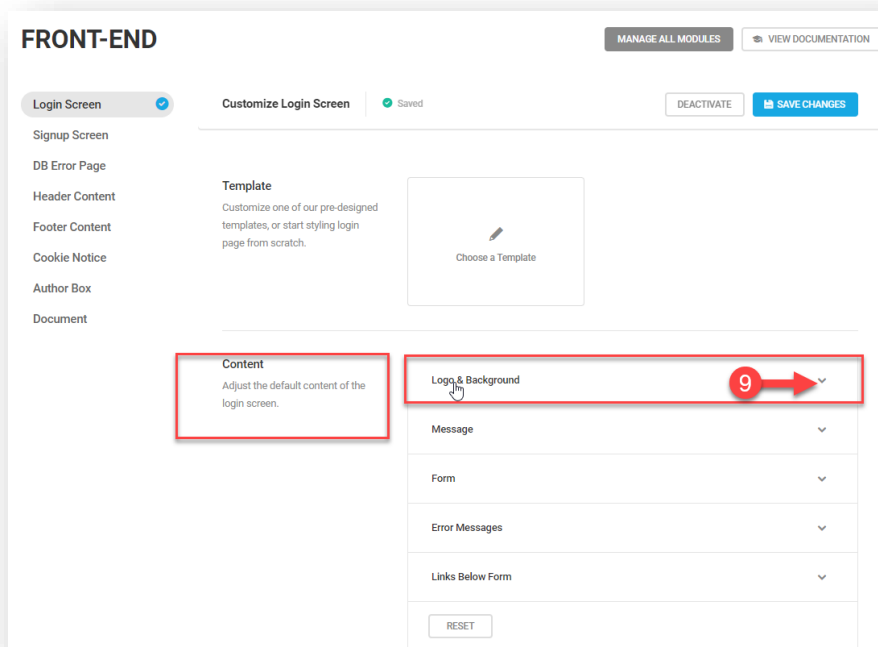 FRONT-END
MANAGE ALL MODULES
VIEW DOCUMENTATION
Login Screen
Signup Screen
DB Error Page
Header Content
Footer Content
Cookie Notice
Author Box
Document
Customize Login Screen
Saved
DEACTIVATE
SAVE CHANGES
Template
Customize one of our pre-designed
templates, or start styling login
page from scratch.
Choose a Template
Content
Adjust the default content of the
login screen.
Logo & Background
9
Message
Form
Error Messages
Links Below Form
RESET